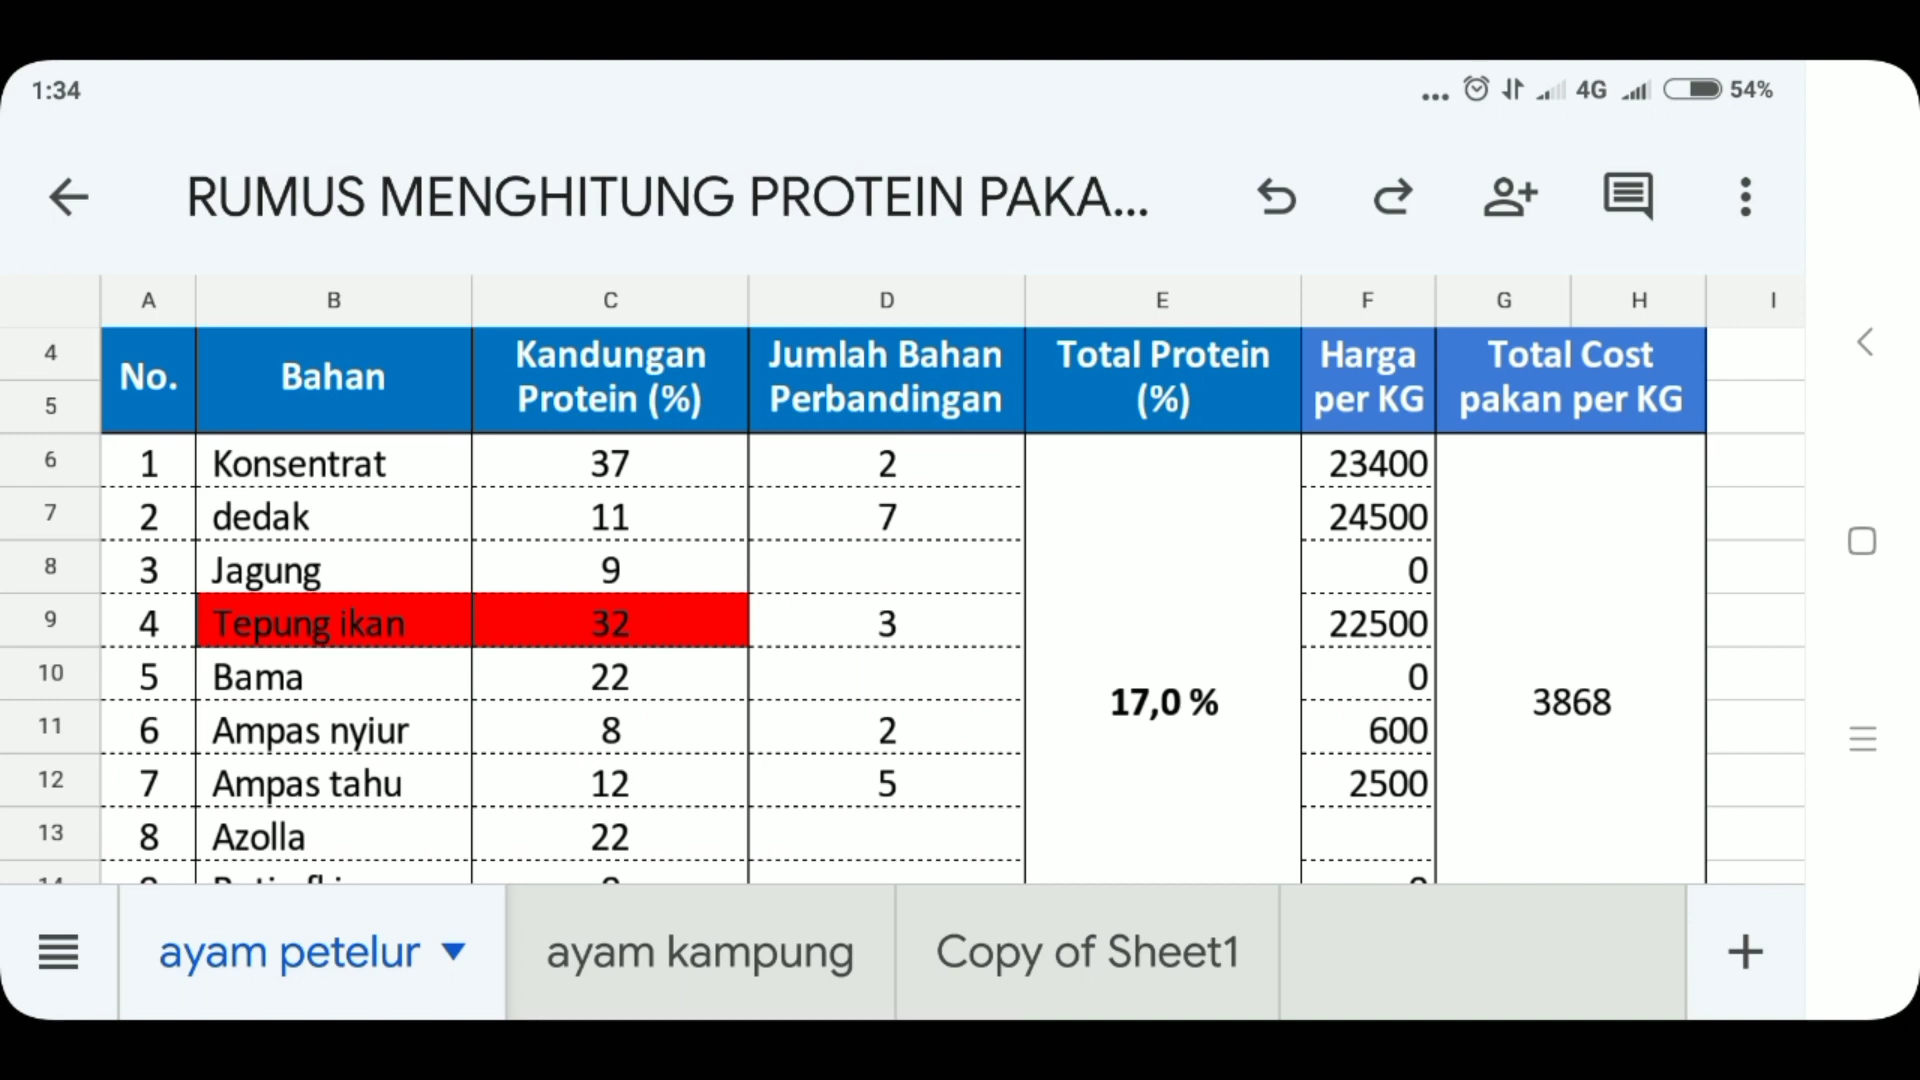 1:34
... 4G 54%
RUMUS MENGHITUNG PROTEIN PAKA...
A B C D E F G H I
4 5 No. Bahan Kandungan Protein (%) Jumlah Bahan Perbandingan Total Protein (%) Harga per KG Total Cost pakan per KG
6 1 Konsentrat 37 2 23400
7 2 dedak 11 7 24500
8 3 Jagung 9 0
9 4 Tepung ikan 32 3 22500
10 5 Bama 22 0
17,0 % 3868
11 6 Ampas nyiur 8 2 600
12 7 Ampas tahu 12 5 2500
13 8 Azolla 22
ayam petelur ayam kampung Copy of Sheet1